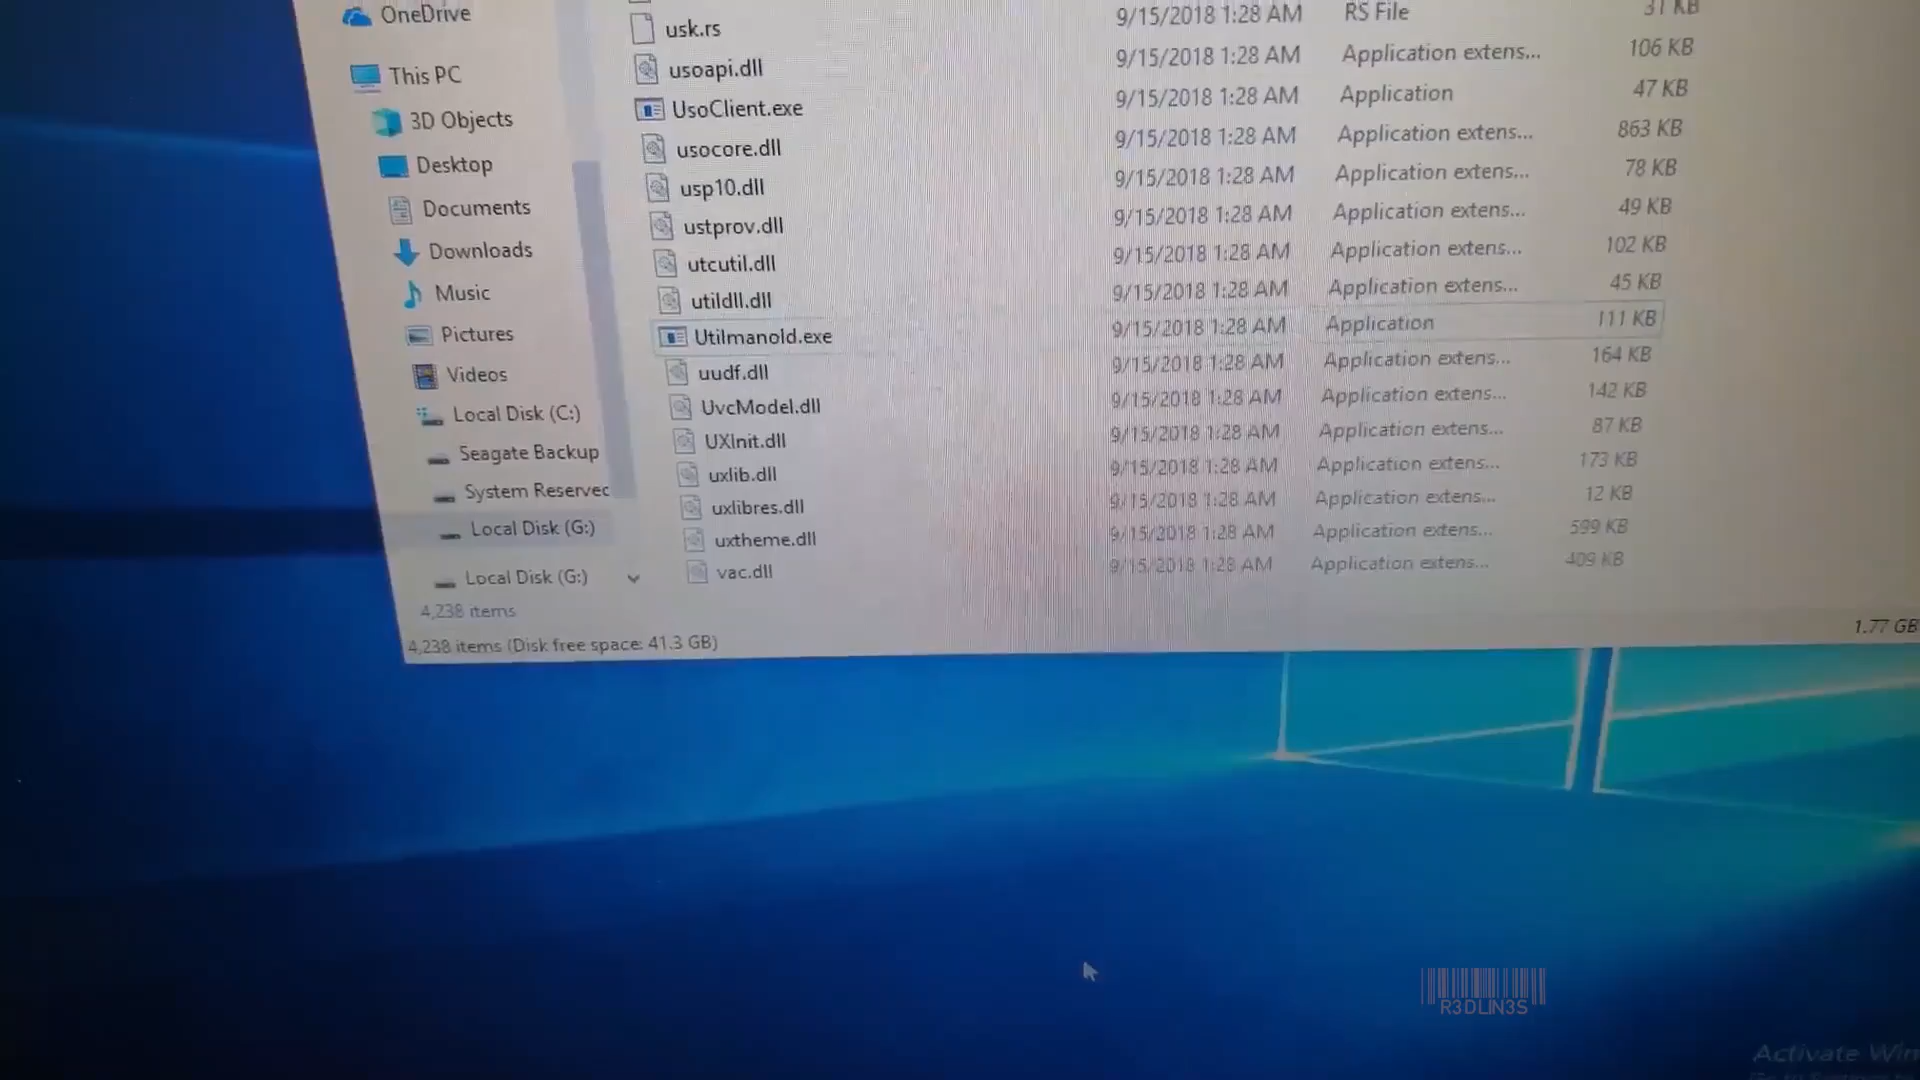 OneDrive
This PC
3D Objects
Desktop
Documents
Downloads
Music
Pictures
Videos
Local Disk (C:)
Seagate Backup
System Reserved
Local Disk (G:)
Local Disk (G:)
4,238 items
4,238 items (Disk free space: 41.3 GB)
9/15/2018 1:28 AM RS File 31 KB
usk.rs 9/15/2018 1:28 AM Application extens... 106 KB
usoapi.dll 9/15/2018 1:28 AM Application 47 KB
UsoClient.exe 9/15/2018 1:28 AM Application extens... 863 KB
usocore.dll 9/15/2018 1:28 AM Application extens... 78 KB
usp10.dll 9/15/2018 1:28 AM Application extens... 49 KB
ustprov.dll 9/15/2018 1:28 AM Application extens... 102 KB
utcutil.dll 9/15/2018 1:28 AM Application extens... 45 KB
utildll.dll 9/15/2018 1:28 AM Application 111 KB
Utilmanold.exe 9/15/2018 1:28 AM Application extens... 164 KB
uudf.dll 9/15/2018 1:28 AM Application extens... 142 KB
UvcModel.dll 9/15/2018 1:28 AM Application extens... 87 KB
UXInit.dll 9/15/2018 1:28 AM Application extens... 173 KB
uxlib.dll 9/15/2018 1:28 AM Application extens... 12 KB
uxlibres.dll 9/15/2018 1:28 AM Application extens... 599 KB
uxtheme.dll 9/15/2018 1:28 AM Application extens... 409 KB
vac.dll
1.77 GB
R3DLIN3S
Activate Win